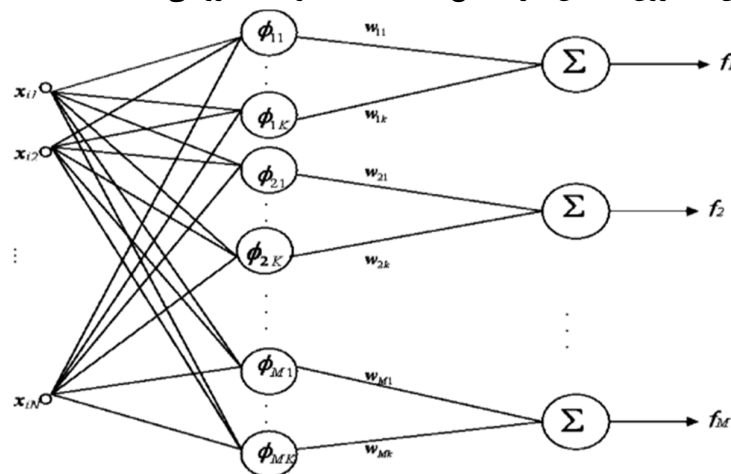 ϕ11 w11 Σ f1
xi1
ϕ1K w1k
xi2
ϕ21 w21
Σ f2
ϕ2K w2k
ϕM1 wM1
xiN
Σ fM
ϕMK wMk